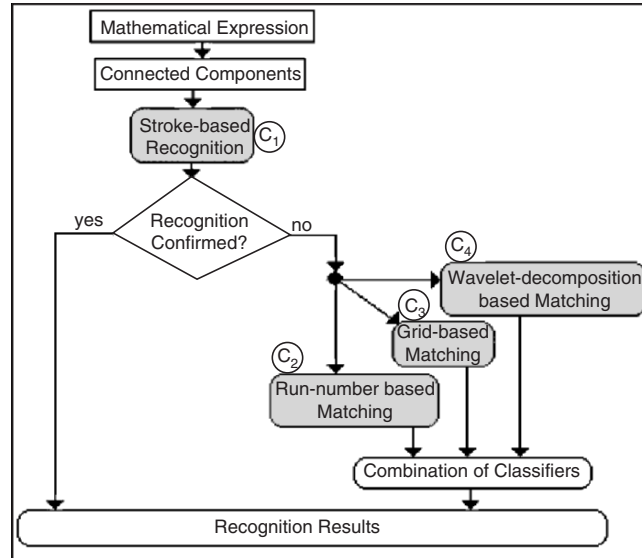 Mathematical Expression
Connected Components
Stroke-based
Recognition
C1
yes
Recognition
Confirmed?
no
C4
Wavelet-decomposition
based Matching
C3
Grid-based
Matching
C2
Run-number based
Matching
Combination of Classifiers
Recognition Results